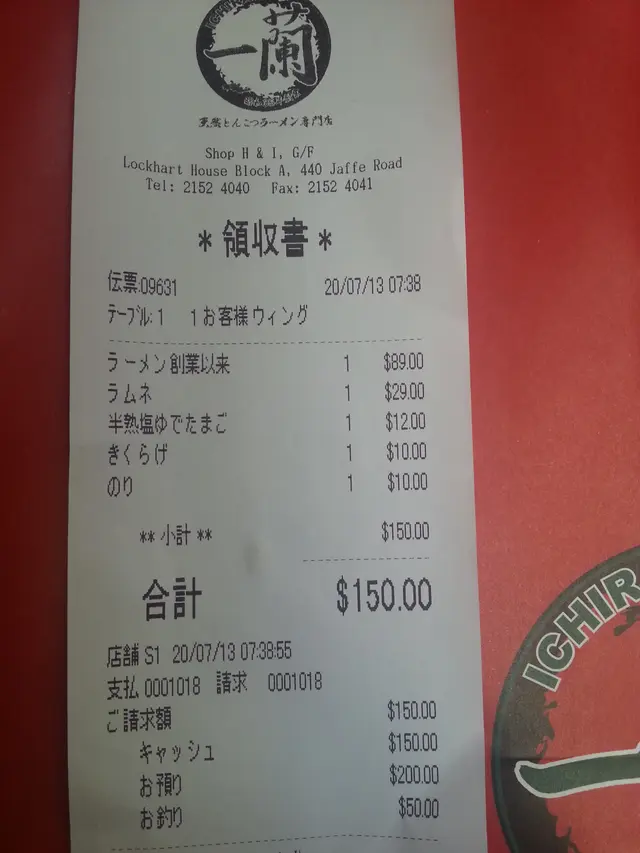 ICHIR
一蘭
天然とんこつラーメン専門店
Shop H & I, G/F
Lockhart House Block A, 440 Jaffe Road
Tel: 2152 4040 Fax: 2152 4041
* 領収書 *
伝票:09631 20/07/13 07:38
テーブル: 1 1 お客様 ウィング
ラーメン創業以来 1 $89.00
ラムネ 1 $29.00
半熟塩ゆでたまご 1 $12.00
きくらげ 1 $10.00
のり 1 $10.00
** 小計 ** $150.00
合計 $150.00
店舗 S1 20/07/13 07:38:55
支払 0001018 請求 0001018
ご請求額 $150.00
キャッシュ $150.00
お預り $200.00
お釣り $50.00
ICHIR